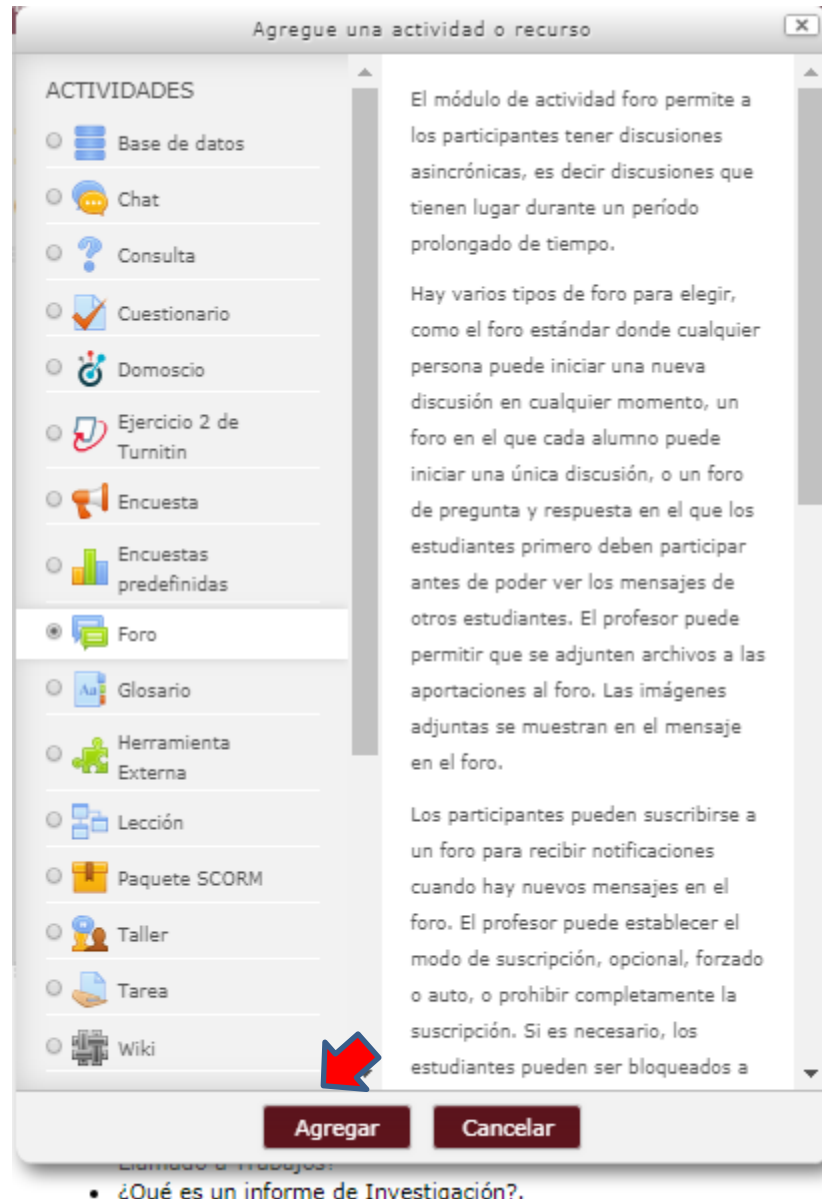 Agregue una actividad o recurso
ACTIVIDADES
Base de datos
Chat
Consulta
Cuestionario
Domoscio
Ejercicio 2 de
Turnitin
Encuesta
Encuestas
predefinidas
Foro
Glosario
Herramienta
Externa
Lección
Paquete SCORM
Taller
Tarea
Wiki
El módulo de actividad foro permite a
los participantes tener discusiones
asincrónicas, es decir discusiones que
tienen lugar durante un período
prolongado de tiempo.
Hay varios tipos de foro para elegir,
como el foro estándar donde cualquier
persona puede iniciar una nueva
discusión en cualquier momento, un
foro en el que cada alumno puede
iniciar una única discusión, o un foro
de pregunta y respuesta en el que los
estudiantes primero deben participar
antes de poder ver los mensajes de
otros estudiantes. El profesor puede
permitir que se adjunten archivos a las
aportaciones al foro. Las imágenes
adjuntas se muestran en el mensaje
en el foro.
Los participantes pueden suscribirse a
un foro para recibir notificaciones
cuando hay nuevos mensajes en el
foro. El profesor puede establecer el
modo de suscripción, opcional, forzado
o auto, o prohibir completamente la
suscripción. Si es necesario, los
estudiantes pueden ser bloqueados a
Agregar Cancelar
Llamado a Trabajos?
• ¿Qué es un informe de Investigación?.